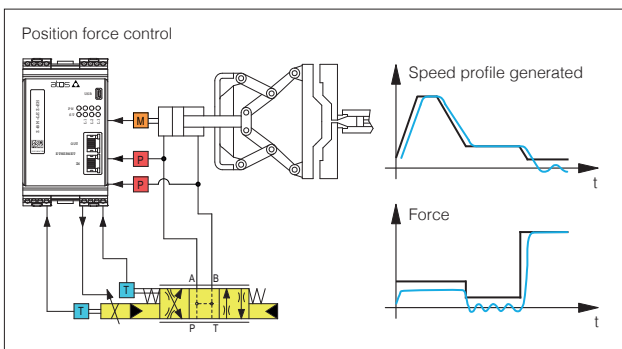 Position force control
atos
M
P
P
T
T
A B
P T
Speed profile generated
t
Force
t